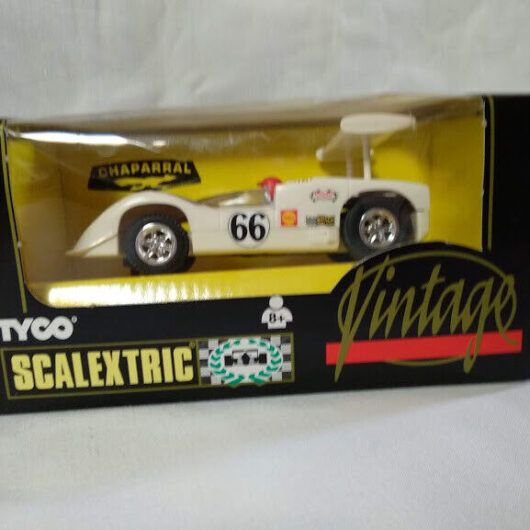 CHAPARRAL
66
TYCO
8+
SCALEXTRIC
Vintage